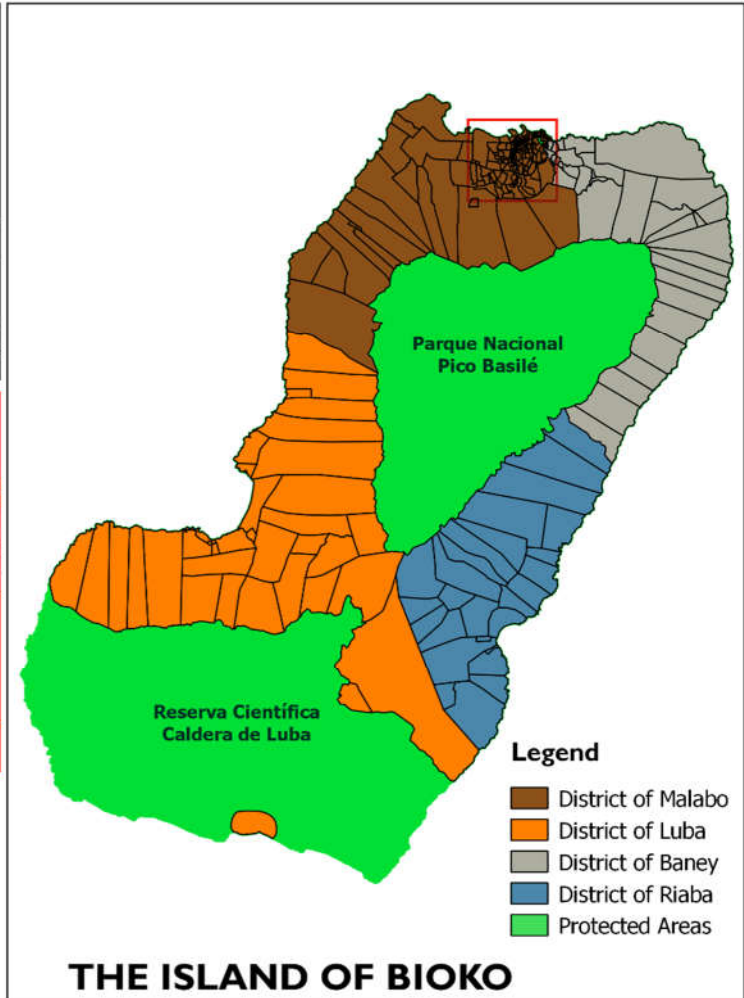 Parque Nacional
Pico Basilé
Reserva Científica
Caldera de Luba
Legend
District of Malabo
District of Luba
District of Baney
District of Riaba
Protected Areas
THE ISLAND OF BIOKO